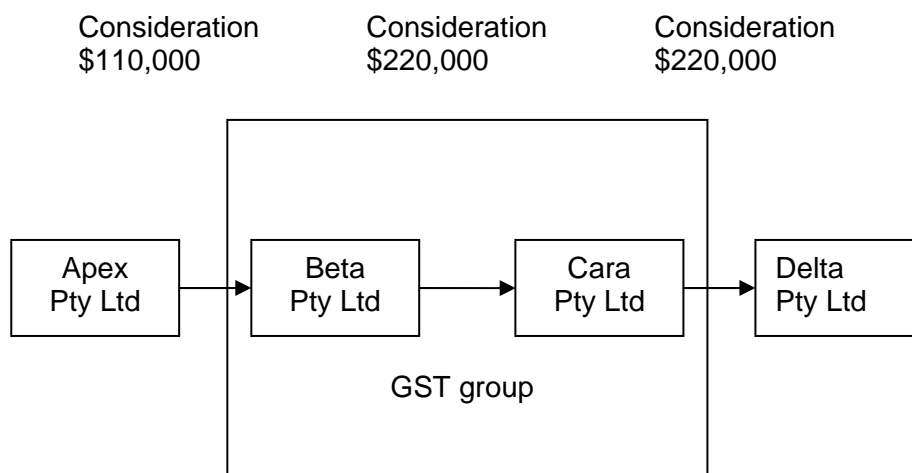 Consideration
$110,000
Consideration
$220,000
Consideration
$220,000
Apex
Pty Ltd
Beta
Pty Ltd
Cara
Pty Ltd
Delta
Pty Ltd
GST group